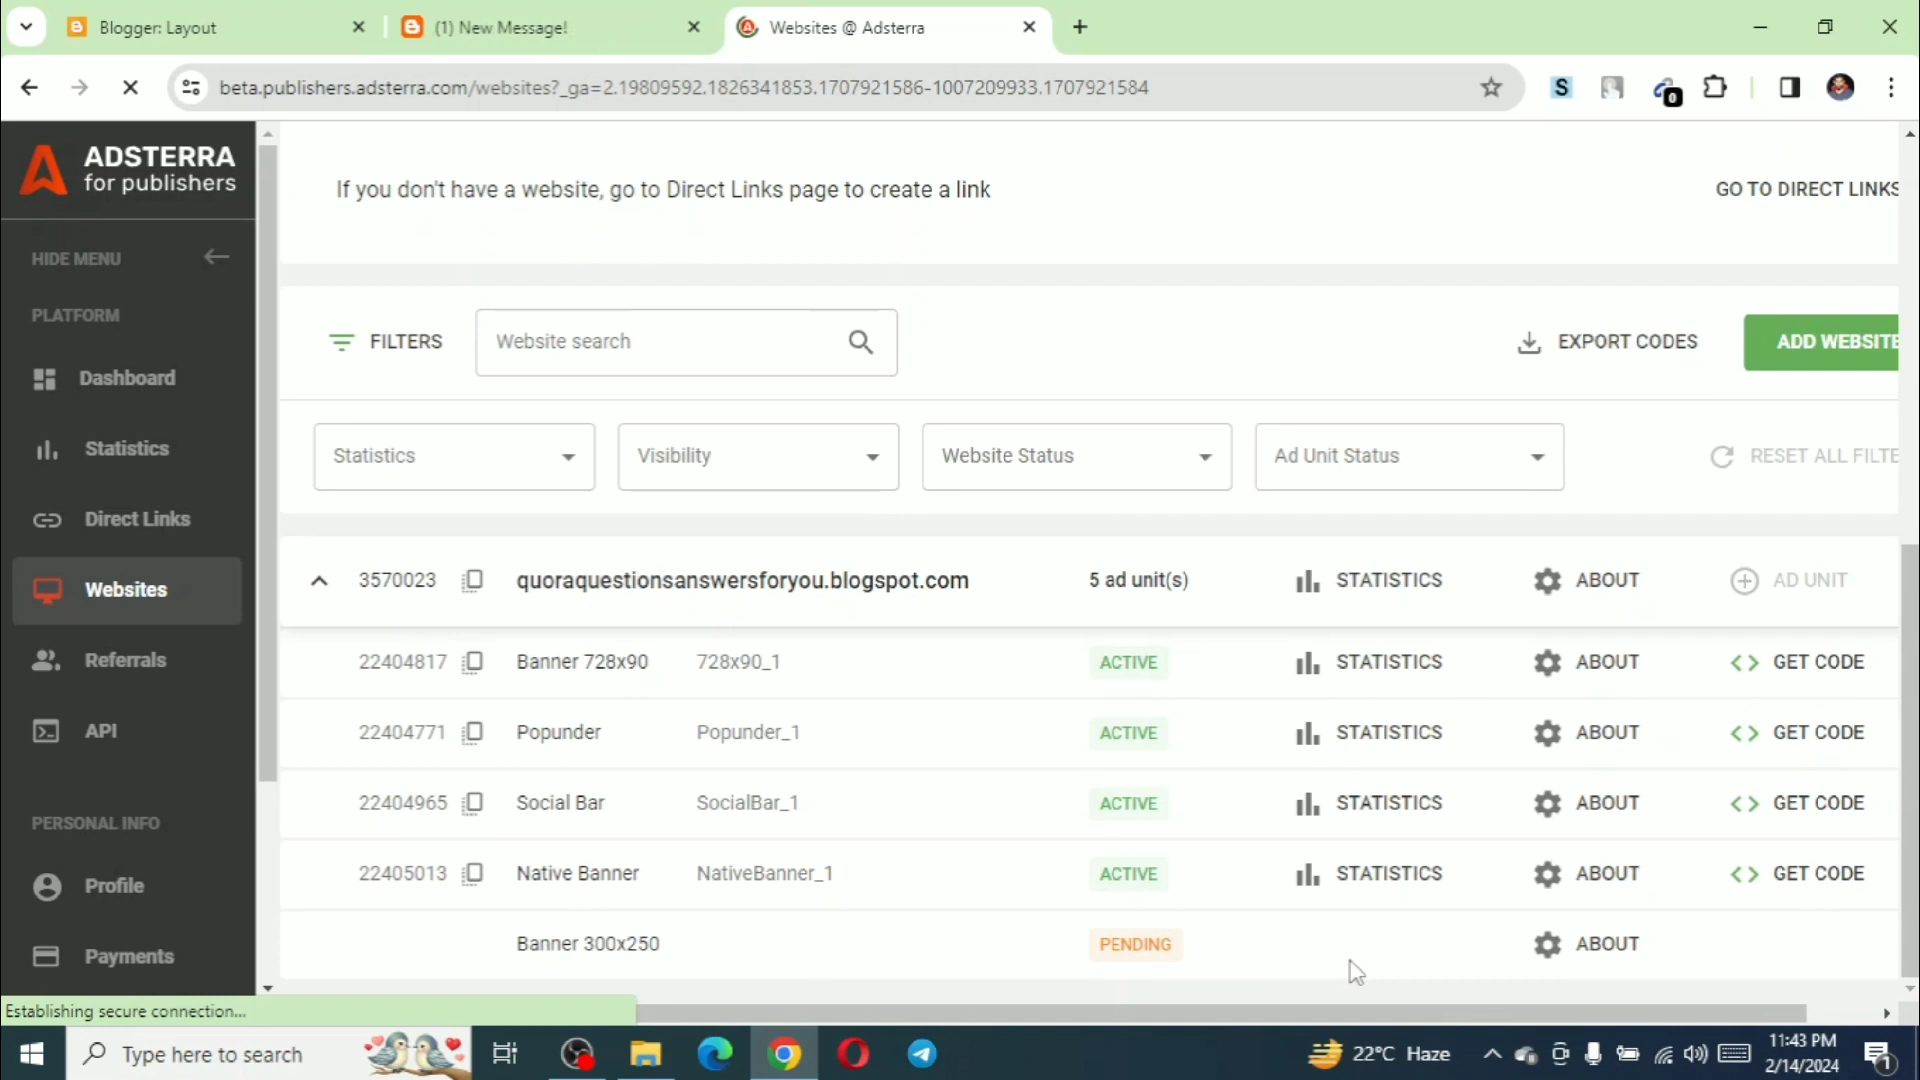 Blogger: Layout
(1) New Message!
Websites @ Adsterra
beta.publishers.adsterra.com/websites?_ga=2.19809592.1826341853.1707921586-1007209933.1707921584
S
0
ADSTERRA
for publishers
If you don't have a website, go to Direct Links page to create a link
GO TO DIRECT LINKS
HIDE MENU
PLATFORM
Dashboard
Statistics
Direct Links
Websites
Referrals
API
PERSONAL INFO
Profile
Payments
FILTERS
Website search
EXPORT CODES
ADD WEBSITE
Statistics
Visibility
Website Status
Ad Unit Status
RESET ALL FILTE
3570023 quoraquestionsanswersforyou.blogspot.com 5 ad unit(s) STATISTICS ABOUT AD UNIT
22404817 Banner 728x90 728x90_1 ACTIVE STATISTICS ABOUT GET CODE
22404771 Popunder Popunder_1 ACTIVE STATISTICS ABOUT GET CODE
22404965 Social Bar SocialBar_1 ACTIVE STATISTICS ABOUT GET CODE
22405013 Native Banner NativeBanner_1 ACTIVE STATISTICS ABOUT GET CODE
Banner 300x250 PENDING ABOUT
Establishing secure connection...
Type here to search
22°C Haze
11:43 PM
2/14/2024
1